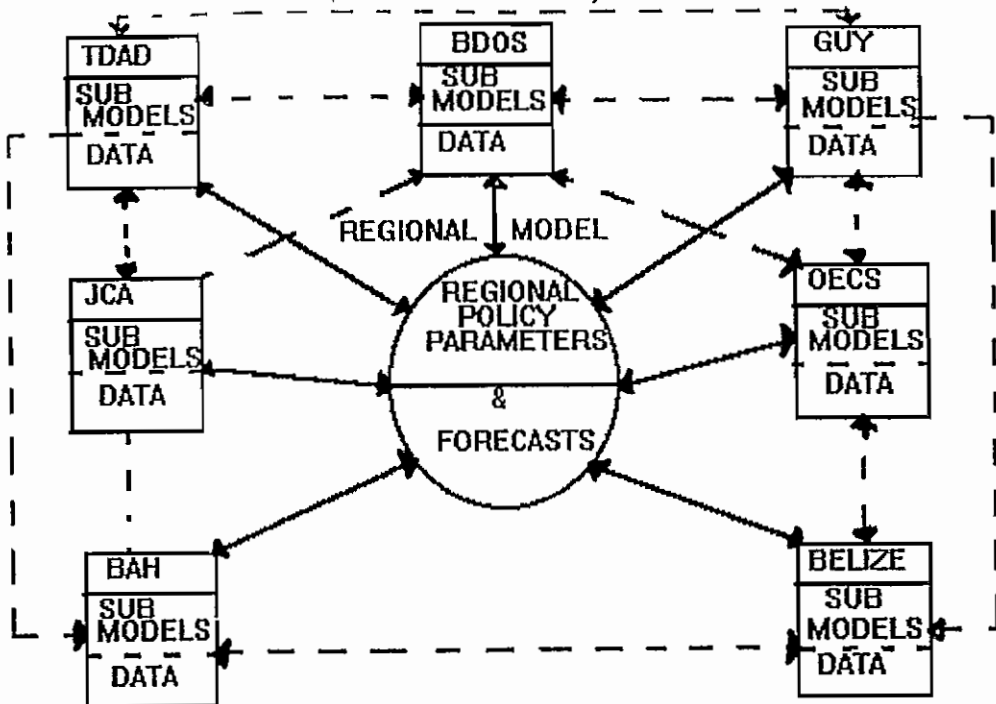 TDAD
SUB
MODELS
DATA
BDOS
SUB
MODELS
DATA
GUY
SUB
MODELS
DATA
REGIONAL MODEL
JCA
SUB
MODELS
DATA
REGIONAL
POLICY
PARAMETERS
&
FORECASTS
OECS
SUB
MODELS
DATA
BAH
SUB
MODELS
DATA
BELIZE
SUB
MODELS
DATA